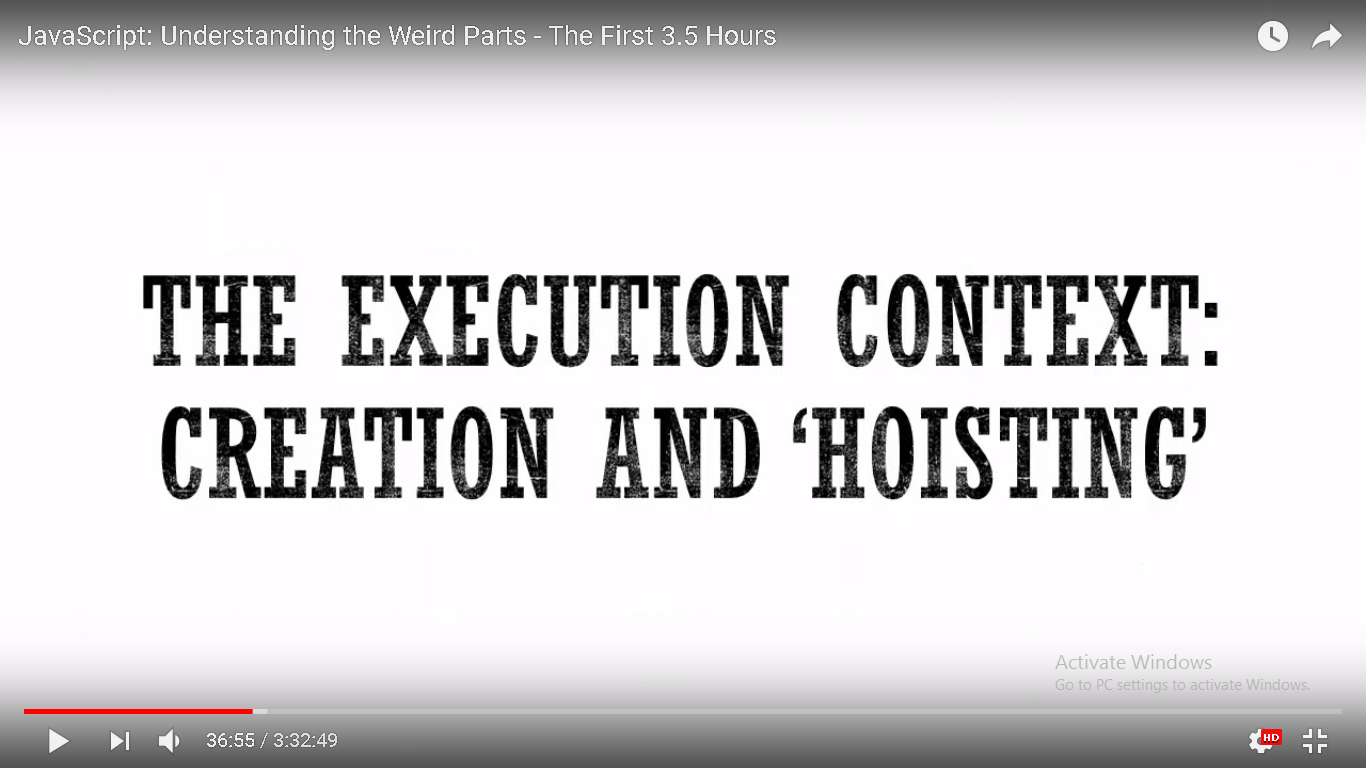 JavaScript: Understanding the Weird Parts - The First 3.5 Hours
THE EXECUTION CONTEXT:
CREATION AND ‘HOISTING’
Activate Windows
Go to PC settings to activate Windows.
36:55 / 3:32:49
HD